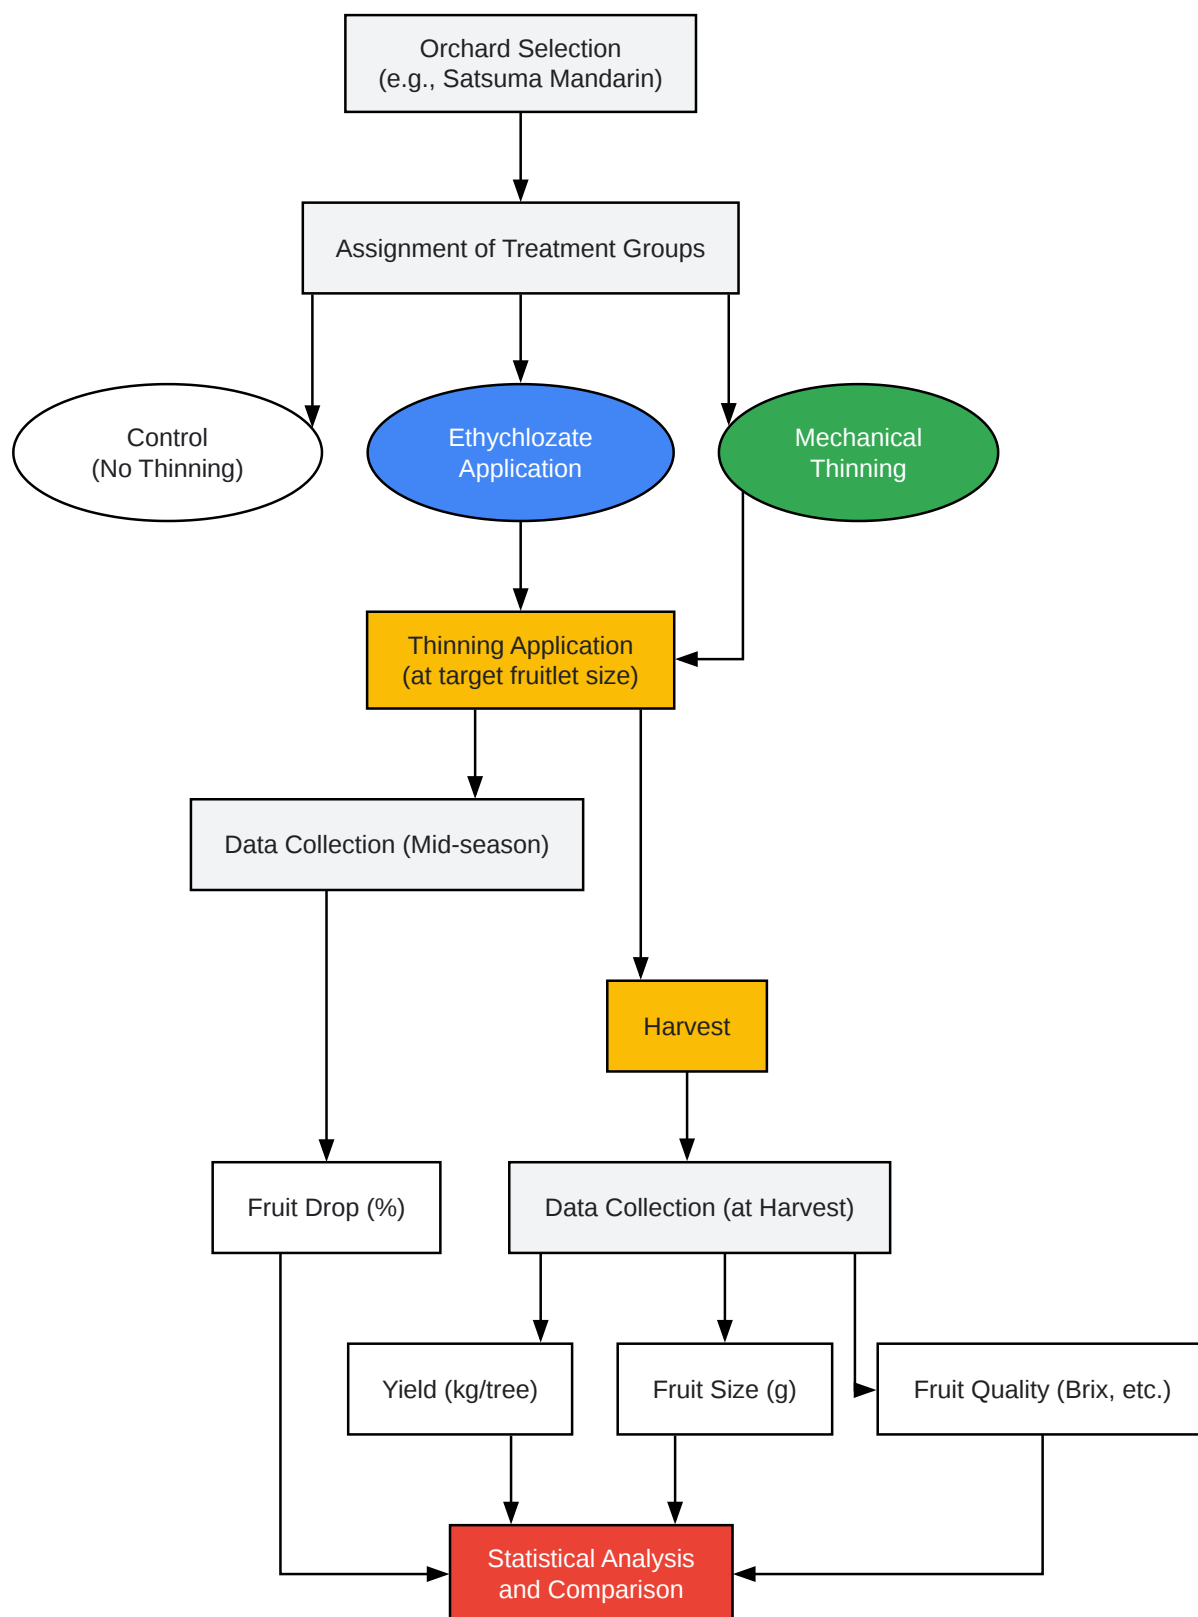 Orchard Selection
(e.g., Satsuma Mandarin)
Assignment of Treatment Groups
Control
(No Thinning)
Ethychlozate
Application
Mechanical
Thinning
Thinning Application
(at target fruitlet size)
Data Collection (Mid-season)
Harvest
Fruit Drop (%)
Data Collection (at Harvest)
Yield (kg/tree)
Fruit Size (g)
Fruit Quality (Brix, etc.)
Statistical Analysis
and Comparison